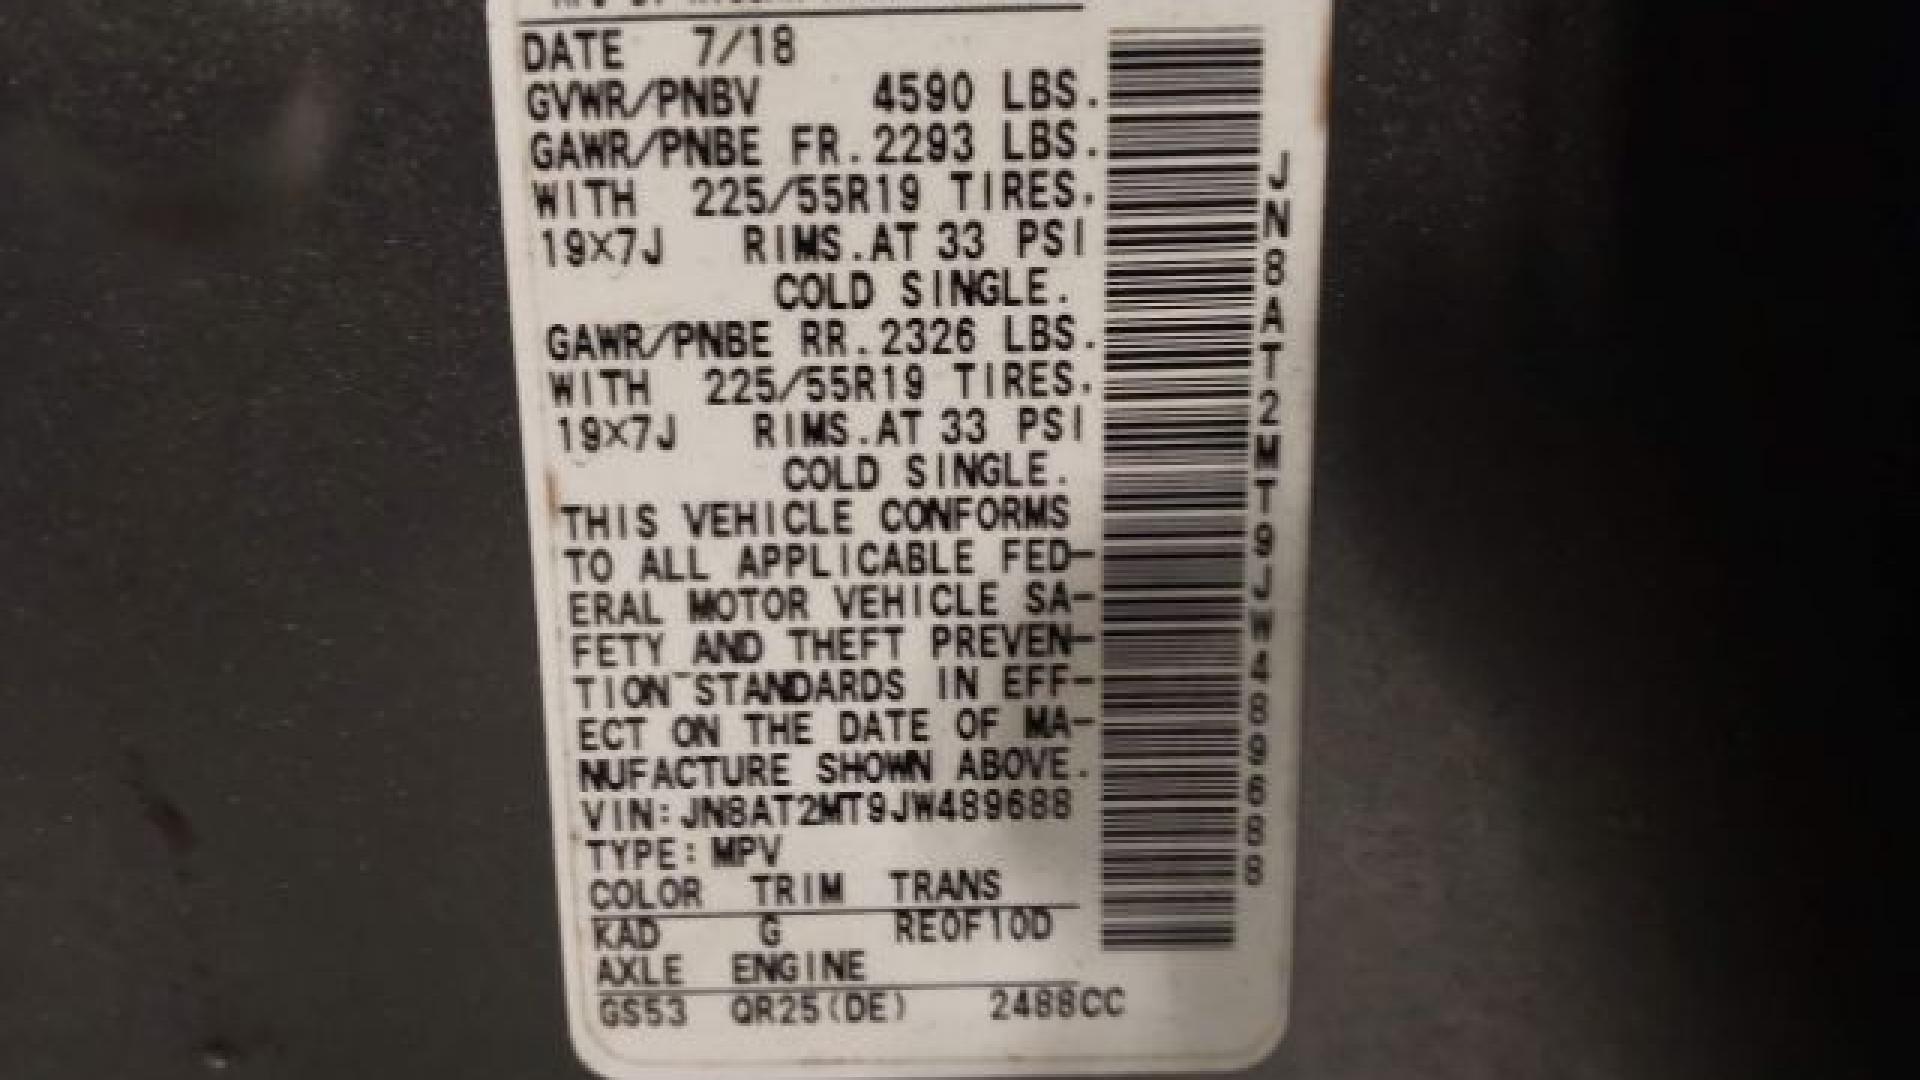 DATE 7/18
GVWR/PNBV 4590 LBS.
GAWR/PNBE FR. 2293 LBS.
WITH 225/55R19 TIRES.
19X7J RIMS.AT 33 PSI
COLD SINGLE.
GAWR/PNBE RR. 2326 LBS.
WITH 225/55R19 TIRES.
19X7J RIMS.AT 33 PSI
COLD SINGLE.
THIS VEHICLE CONFORMS
TO ALL APPLICABLE FED-
ERAL MOTOR VEHICLE SA-
FETY AND THEFT PREVEN-
TION STANDARDS IN EFF-
ECT ON THE DATE OF MA-
NUFACTURE SHOWN ABOVE.
VIN:JN8AT2MT9JW489688
TYPE:MPV
COLOR TRIM TRANS
KAD G RE0F10D
AXLE ENGINE
GS53 QR25(DE) 2488CC
JN8AT2MT9JW489688